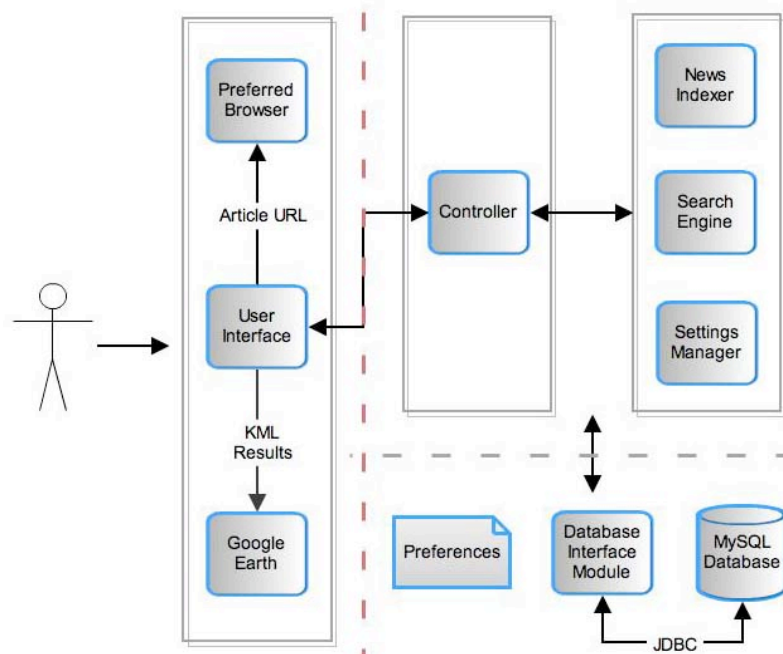 Preferred
Browser
Article URL
User
Interface
KML
Results
Google
Earth
Controller
News
Indexer
Search
Engine
Settings
Manager
Preferences
Database
Interface
Module
MySQL
Database
JDBC